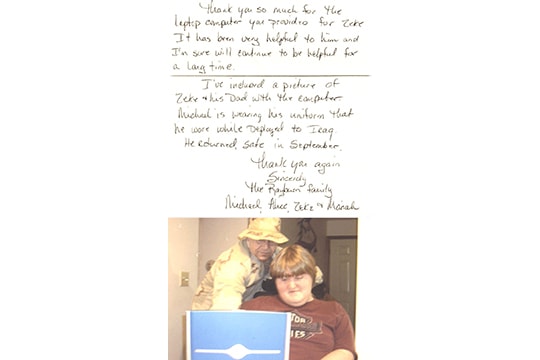 Thank you so much for the
laptop computer you provided for Zeke
It has been very helpful to him and
I'm sure will continue to be helpful for
a long time.
I've included a picture of
Zeke + his Dad with the computer.
Michael is wearing his uniform that
he wore while Deployed to Iraq.
He returned safe in September.
Thank you again
Sincerely
The family
Michael, Zeke +